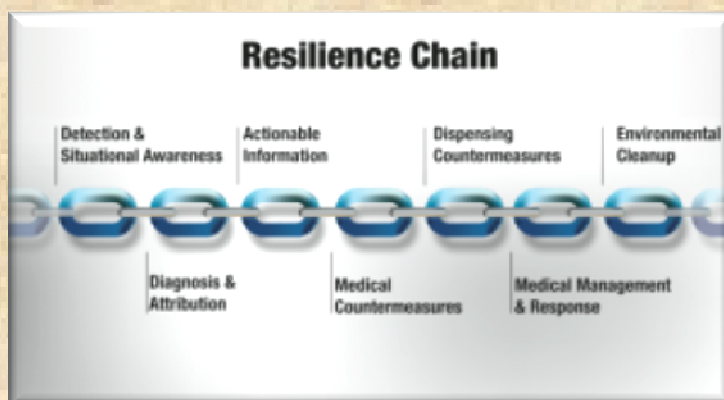 Resilience Chain
Detection &
Situational Awareness
Diagnosis &
Attribution
Actionable
Information
Medical
Countermeasures
Dispensing
Countermeasures
Medical Management
& Response
Environmental
Cleanup